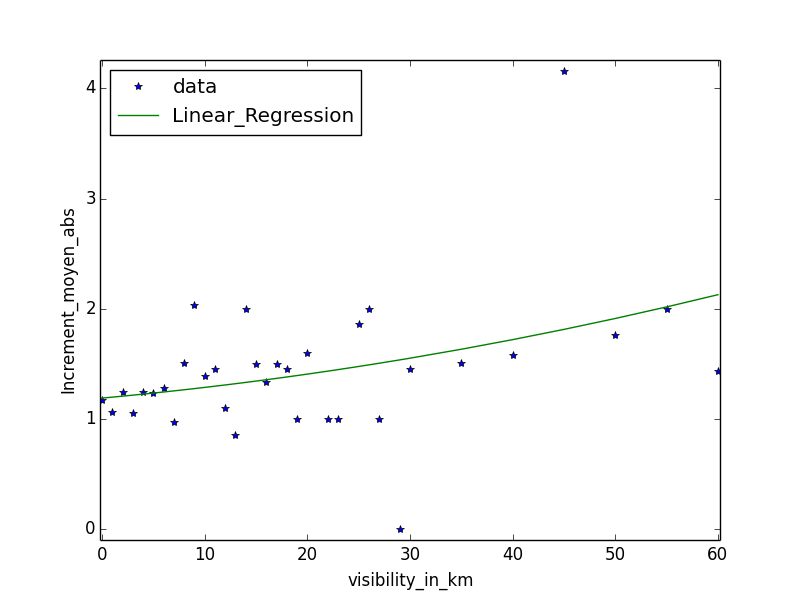 data
Linear_Regression
4
3
2
1
0
Increment_moyen_abs
0 10 20 30 40 50 60
visibility_in_km